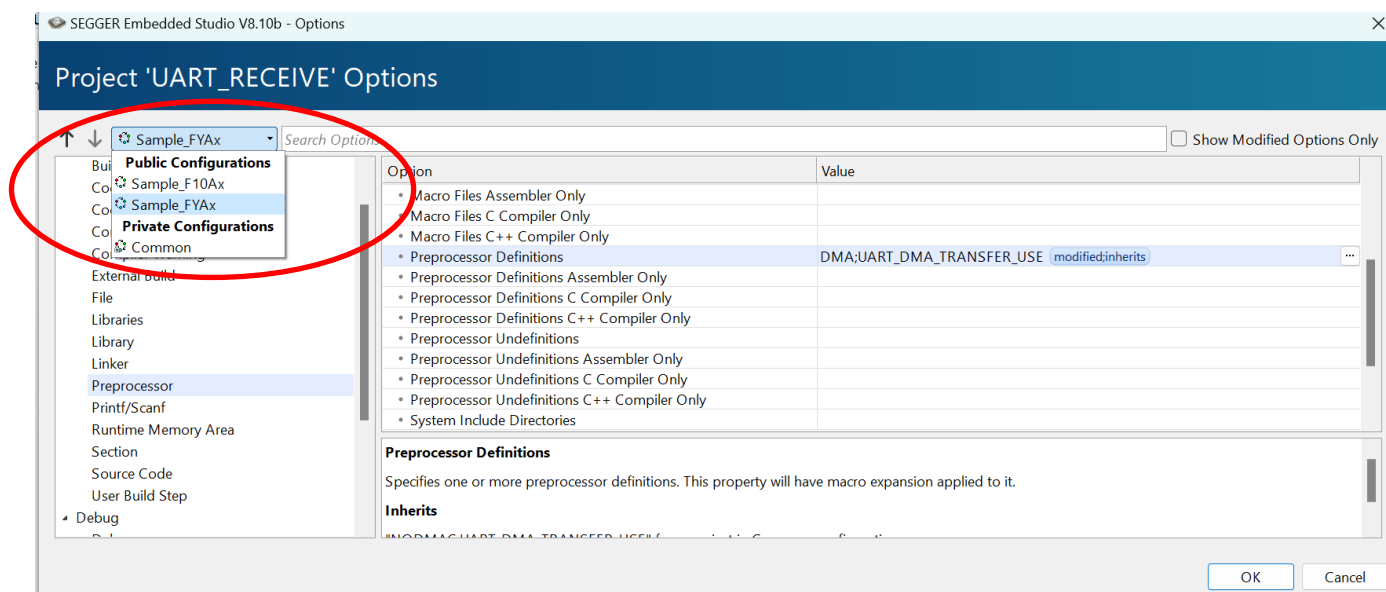 SEGGER Embedded Studio V8.10b - Options
Project 'UART_RECEIVE' Options
Sample_FYAx
Search Options
Show Modified Options Only
Public Configurations
Sample_F10Ax
Sample_FYAx
Private Configurations
Common
External Build
File
Libraries
Library
Linker
Preprocessor
Printf/Scanf
Runtime Memory Area
Section
Source Code
User Build Step
Debug
Option Value
Macro Files Assembler Only
Macro Files C Compiler Only
Macro Files C++ Compiler Only
Preprocessor Definitions DMA;UART_DMA_TRANSFER_USE modified;inherits ...
Preprocessor Definitions Assembler Only
Preprocessor Definitions C Compiler Only
Preprocessor Definitions C++ Compiler Only
Preprocessor Undefinitions
Preprocessor Undefinitions Assembler Only
Preprocessor Undefinitions C Compiler Only
Preprocessor Undefinitions C++ Compiler Only
System Include Directories
Preprocessor Definitions
Specifies one or more preprocessor definitions. This property will have macro expansion applied to it.
Inherits
OK Cancel